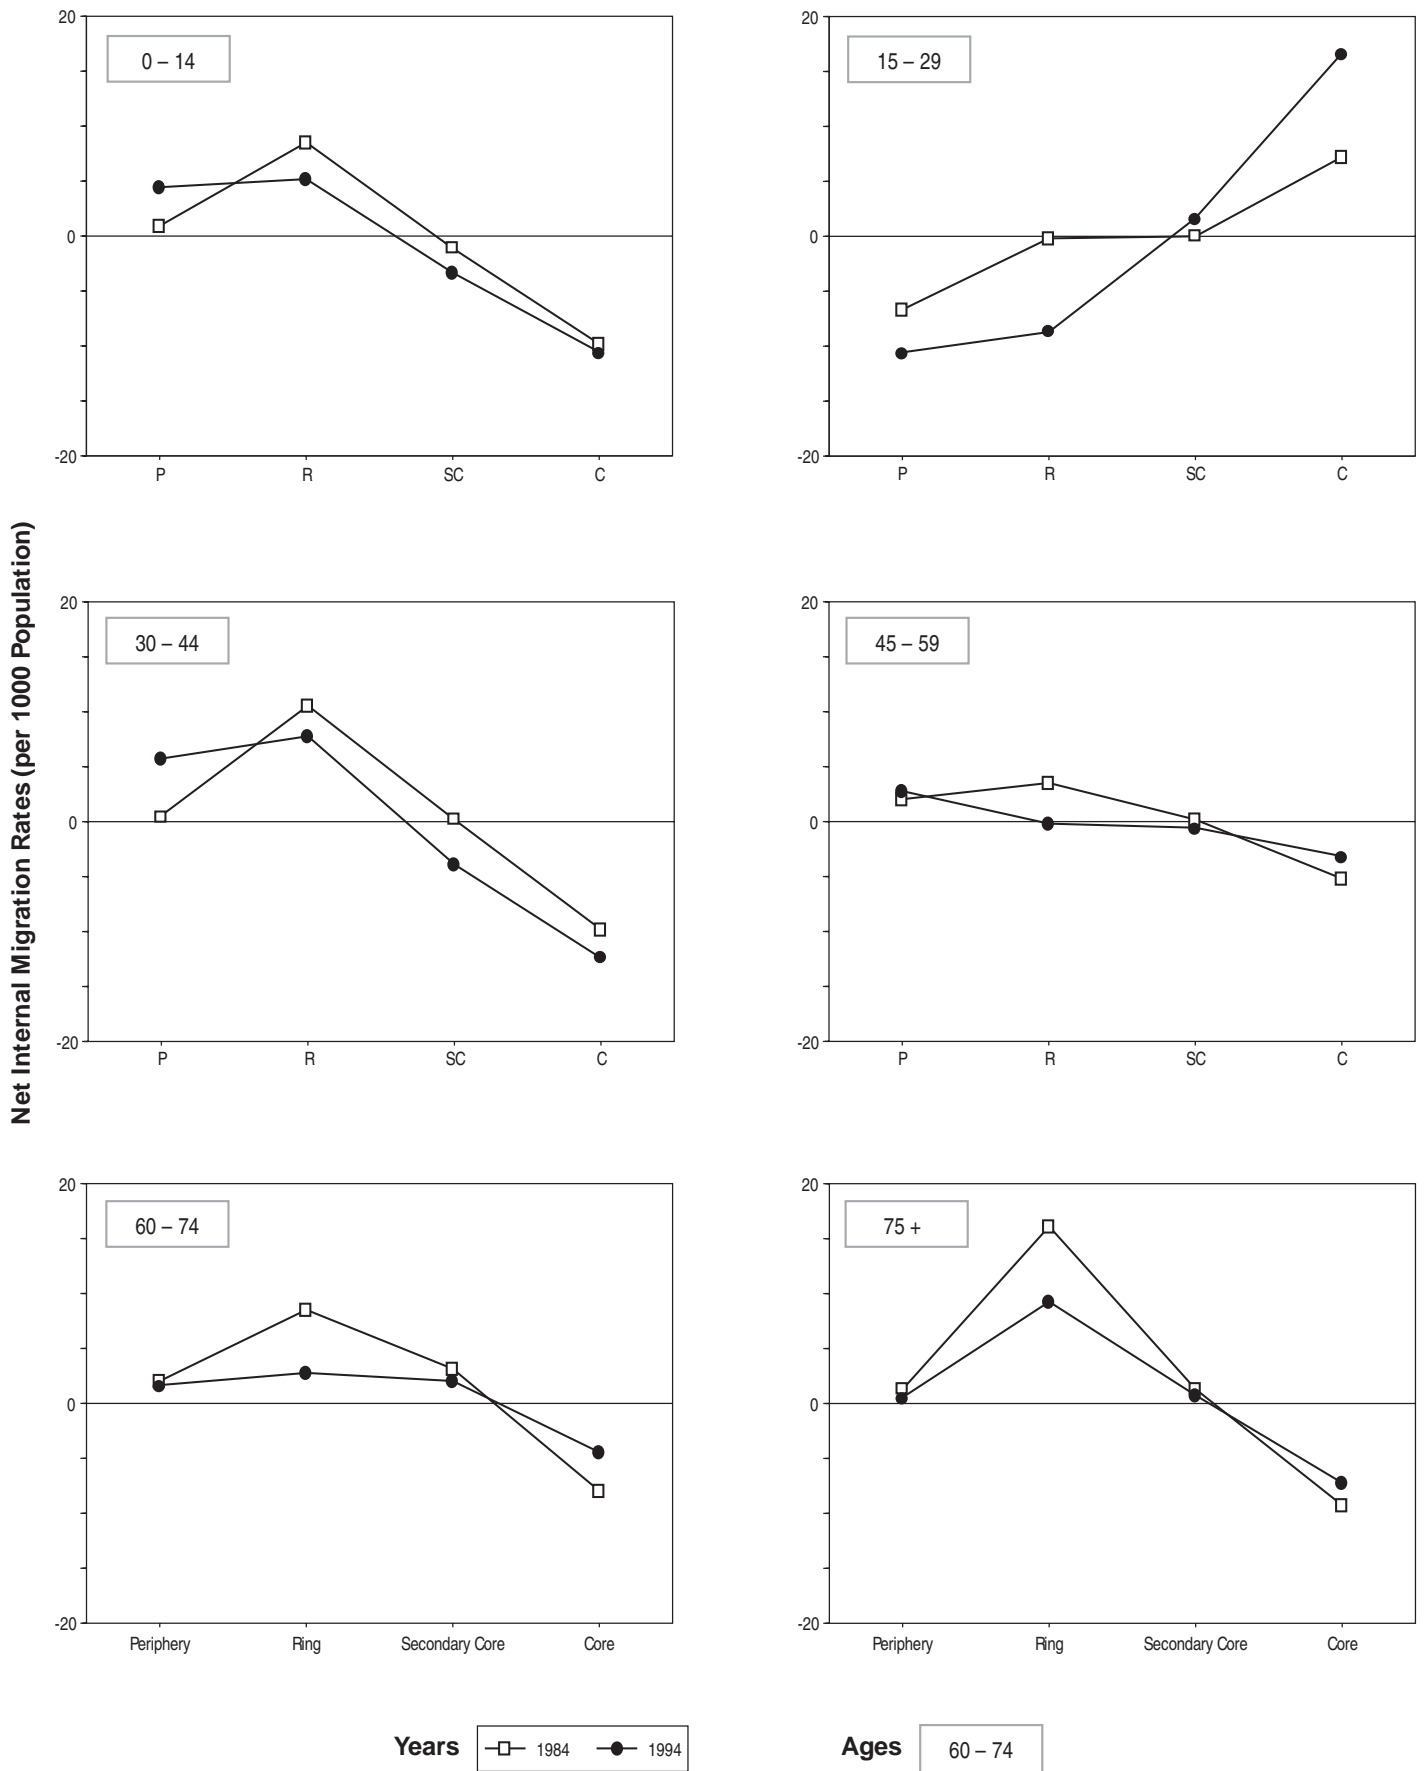 Net Internal Migration Rates (per 1000 Population)
20
0 – 14
0
-20
P R SC C
20
15 – 29
0
-20
P R SC C
20
30 – 44
0
-20
P R SC C
20
45 – 59
0
-20
P R SC C
20
60 – 74
0
-20
Periphery Ring Secondary Core Core
20
75 +
0
-20
Periphery Ring Secondary Core Core
Years 1984 1994 Ages 60 – 74